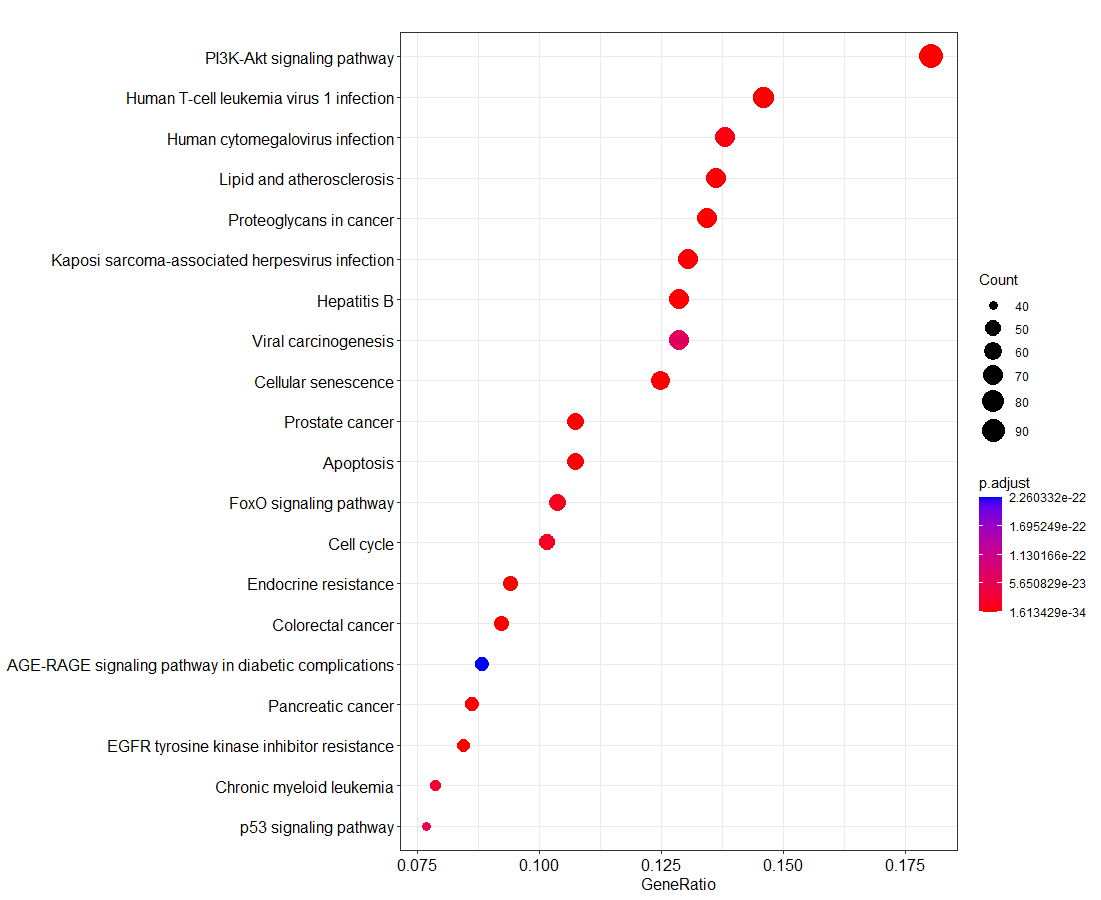 PI3K-Akt signaling pathway
Human T-cell leukemia virus 1 infection
Human cytomegalovirus infection
Lipid and atherosclerosis
Proteoglycans in cancer
Kaposi sarcoma-associated herpesvirus infection
Hepatitis B
Viral carcinogenesis
Cellular senescence
Prostate cancer
Apoptosis
FoxO signaling pathway
Cell cycle
Endocrine resistance
Colorectal cancer
AGE-RAGE signaling pathway in diabetic complications
Pancreatic cancer
EGFR tyrosine kinase inhibitor resistance
Chronic myeloid leukemia
p53 signaling pathway
0.075 0.100 0.125 0.150 0.175
GeneRatio
Count
40
50
60
70
80
90
p.adjust
2.260332e-22
1.695249e-22
1.130166e-22
5.650829e-23
1.613429e-34